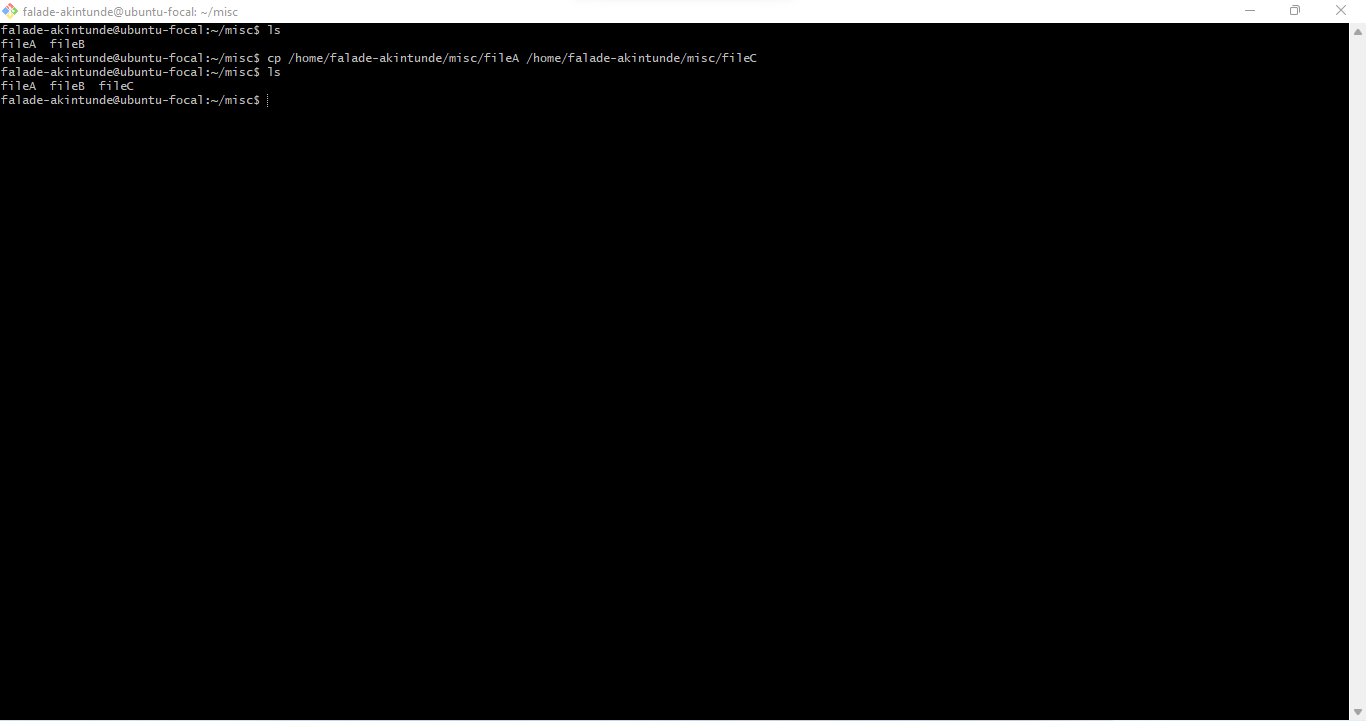 falade-akintunde@ubuntu-focal: ~/misc
falade-akintunde@ubuntu-focal:~/misc$ ls
fileA  fileB
falade-akintunde@ubuntu-focal:~/misc$ cp /home/falade-akintunde/misc/fileA /home/falade-akintunde/misc/fileC
falade-akintunde@ubuntu-focal:~/misc$ ls
fileA  fileB  fileC
falade-akintunde@ubuntu-focal:~/misc$